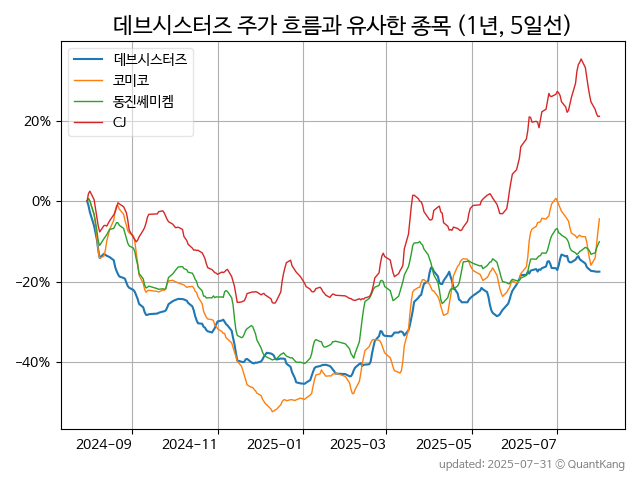 데브시스터즈 주가 흐름과 유사한 종목 (1년, 5일선)
데브시스터즈
코미코
동진쎄미켐
CJ
20%
0%
−20%
−40%
2024−09
2024−11
2025−01
2025−03
2025−05
2025−07
updated: 2025-07-31 © QuantKang